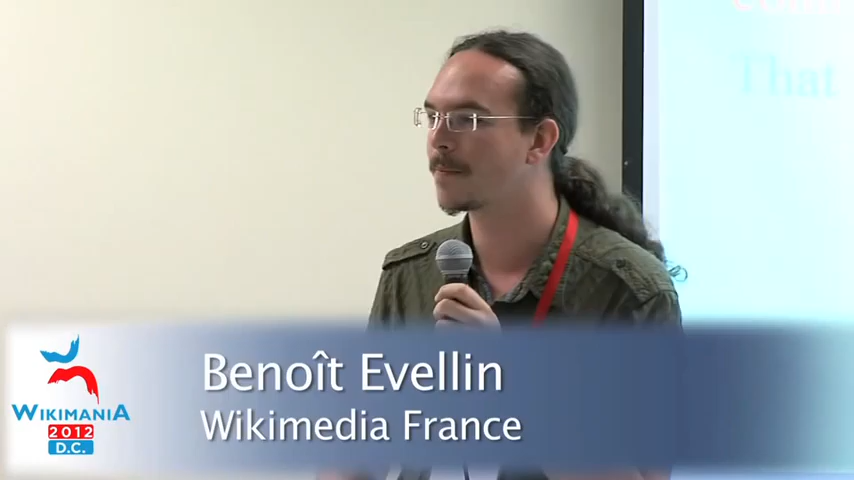 That
Benoît Evellin
Wikimedia France
WIKIMANIA
2012
D.C.